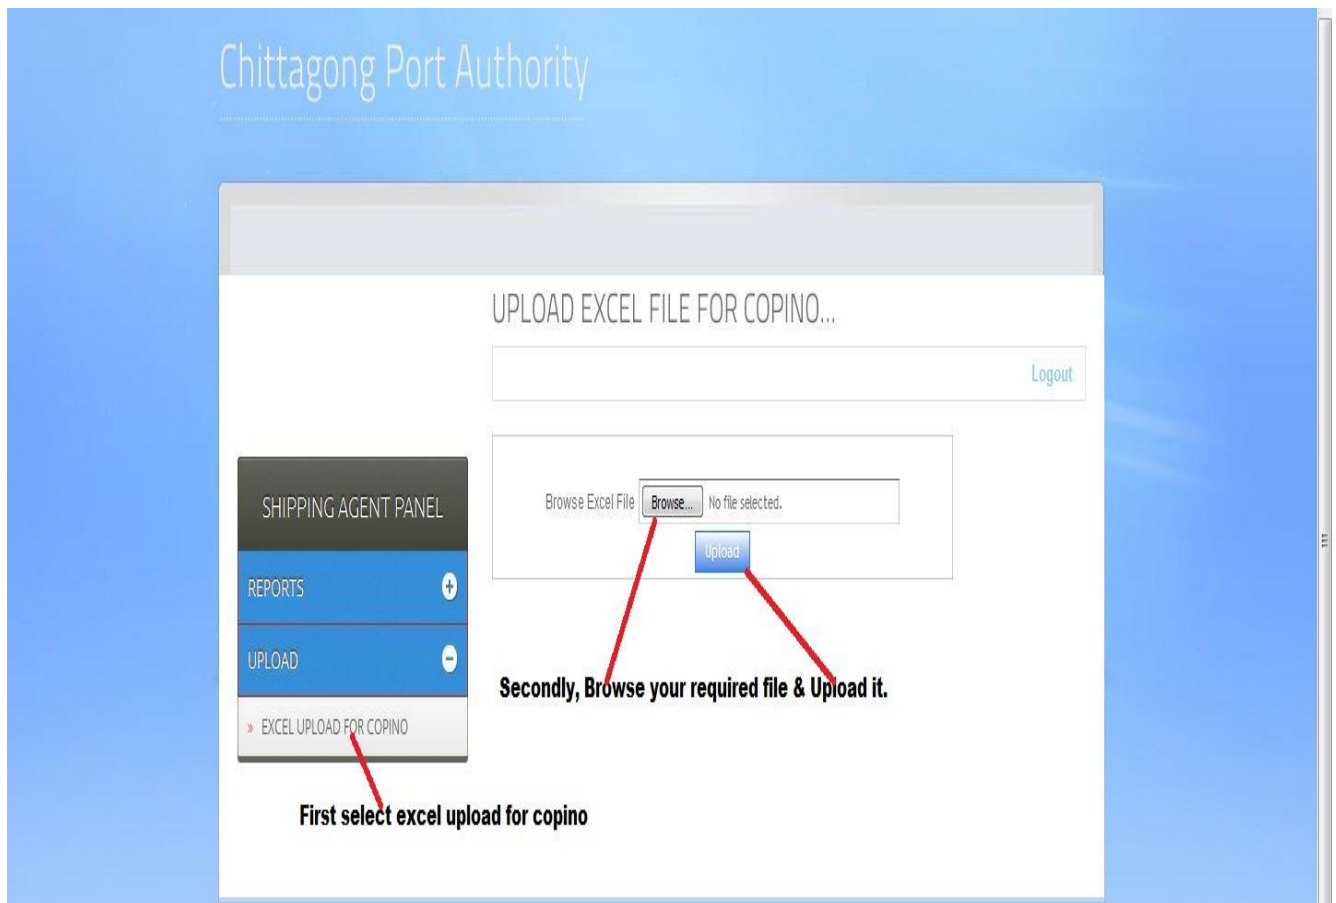 Chittagong Port Authority
UPLOAD EXCEL FILE FOR COPINO...
Logout
SHIPPING AGENT PANEL
REPORTS
UPLOAD
» EXCEL UPLOAD FOR COPINO
Browse Excel File Browse... No file selected.
Upload
Secondly, Browse your required file & Upload it.
First select excel upload for copino